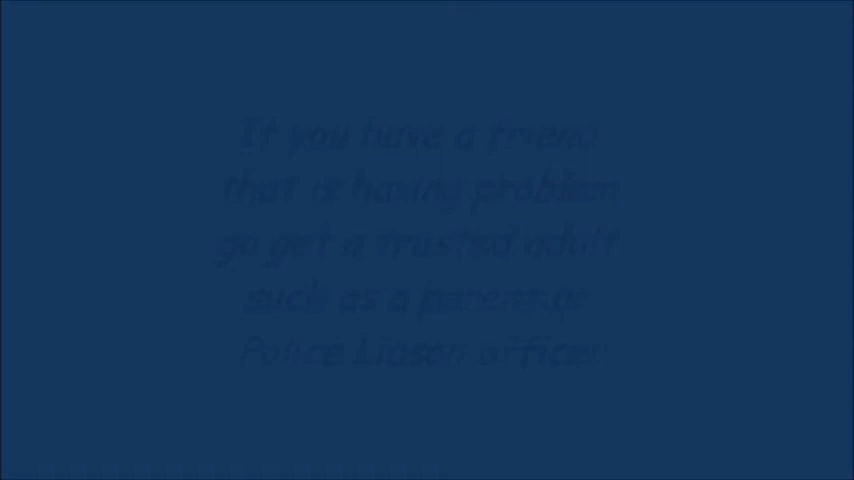 If you have a friend
that is having problem
go get a trusted adult
such as a parent or
Police Liason officer